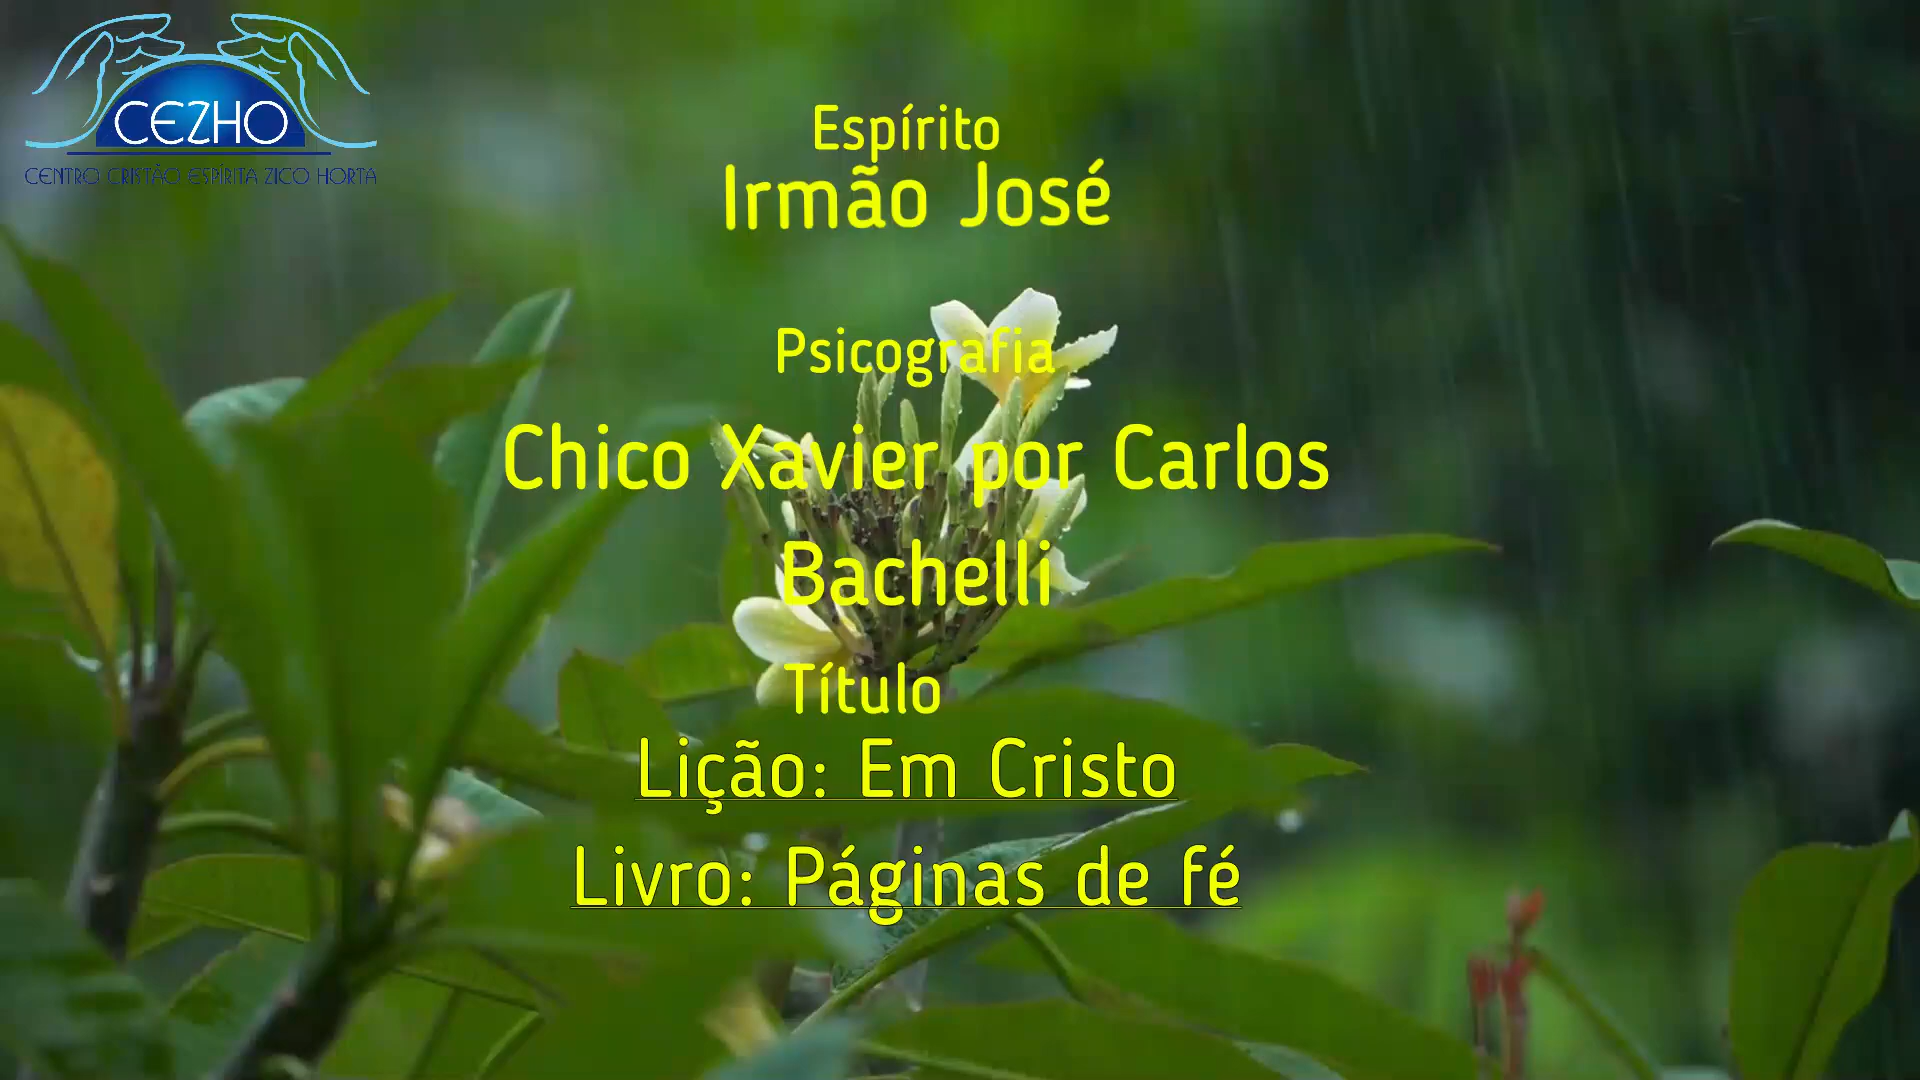 CEZHO
CENTRO CRISTÃO ESPÍRITA ZICO HORTA
Espírito
Irmão José
Psicografia
Chico Xavier por Carlos
Bachelli
Título
Lição: Em Cristo
Livro: Páginas de fé